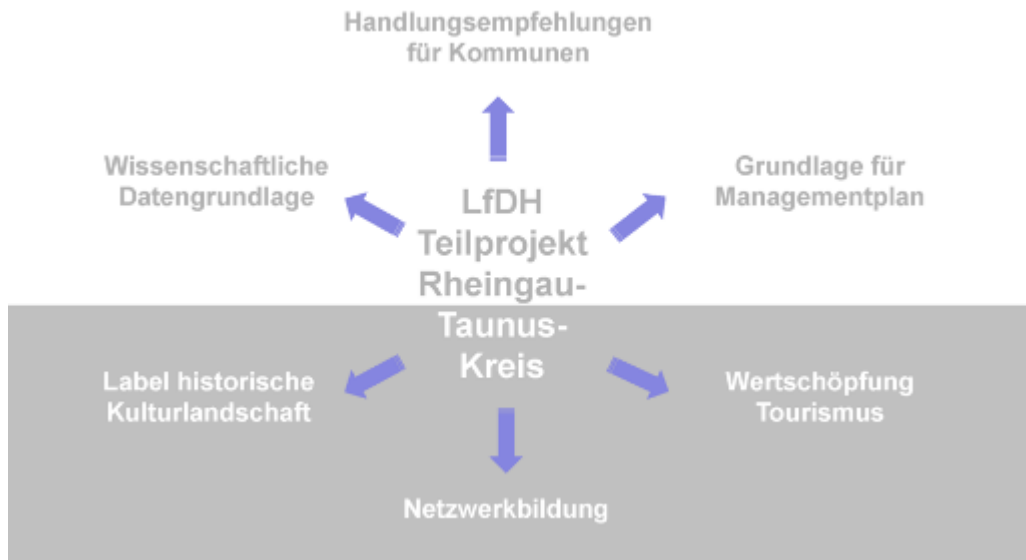 Handlungsempfehlungen
für Kommunen
Wissenschaftliche
Datengrundlage
Grundlage für
Managementplan
LfDH
Teilprojekt
Rheingau-
Taunus-
Kreis
Label historische
Kulturlandschaft
Wertschöpfung
Tourismus
Netzwerkbildung